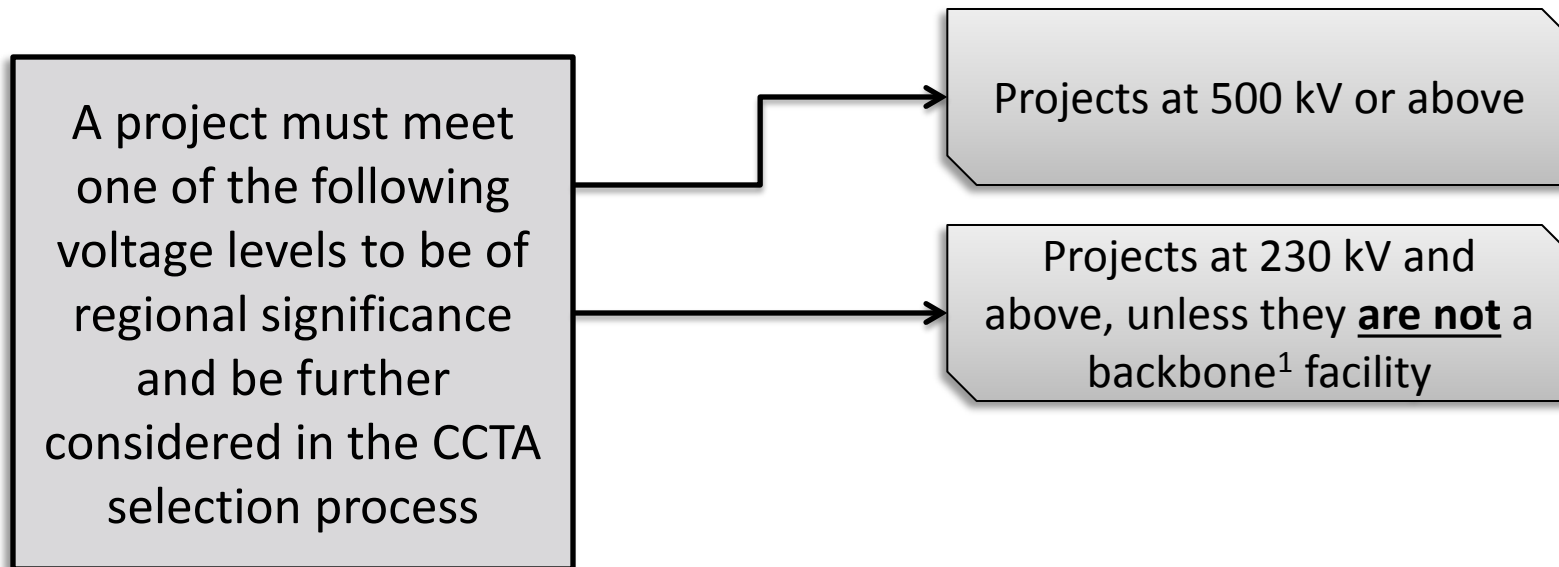 A project must meet
one of the following
voltage levels to be of
regional significance
and be further
considered in the CCTA
selection process
Projects at 500 kV or above
Projects at 230 kV and
above, unless they are not a
backbone¹ facility